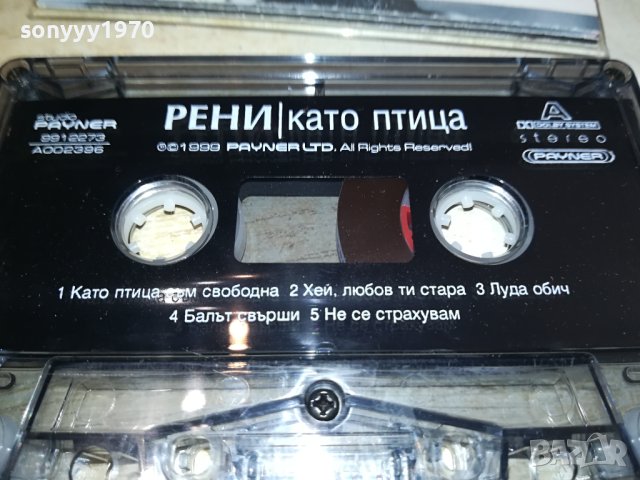 sonyyy1970
studio
PAYNER
9912273
A002396
РЕНИ|като птица
©©1999 PAYNER LTD. All Rights Reserved!
A
DOLBY SYSTEM
stereo
PAYNER
1 Като птица съм свободна 2 Хей, любов ти стара 3 Луда обич
4 Балът свърши 5 Не се страхувам
BAZAR